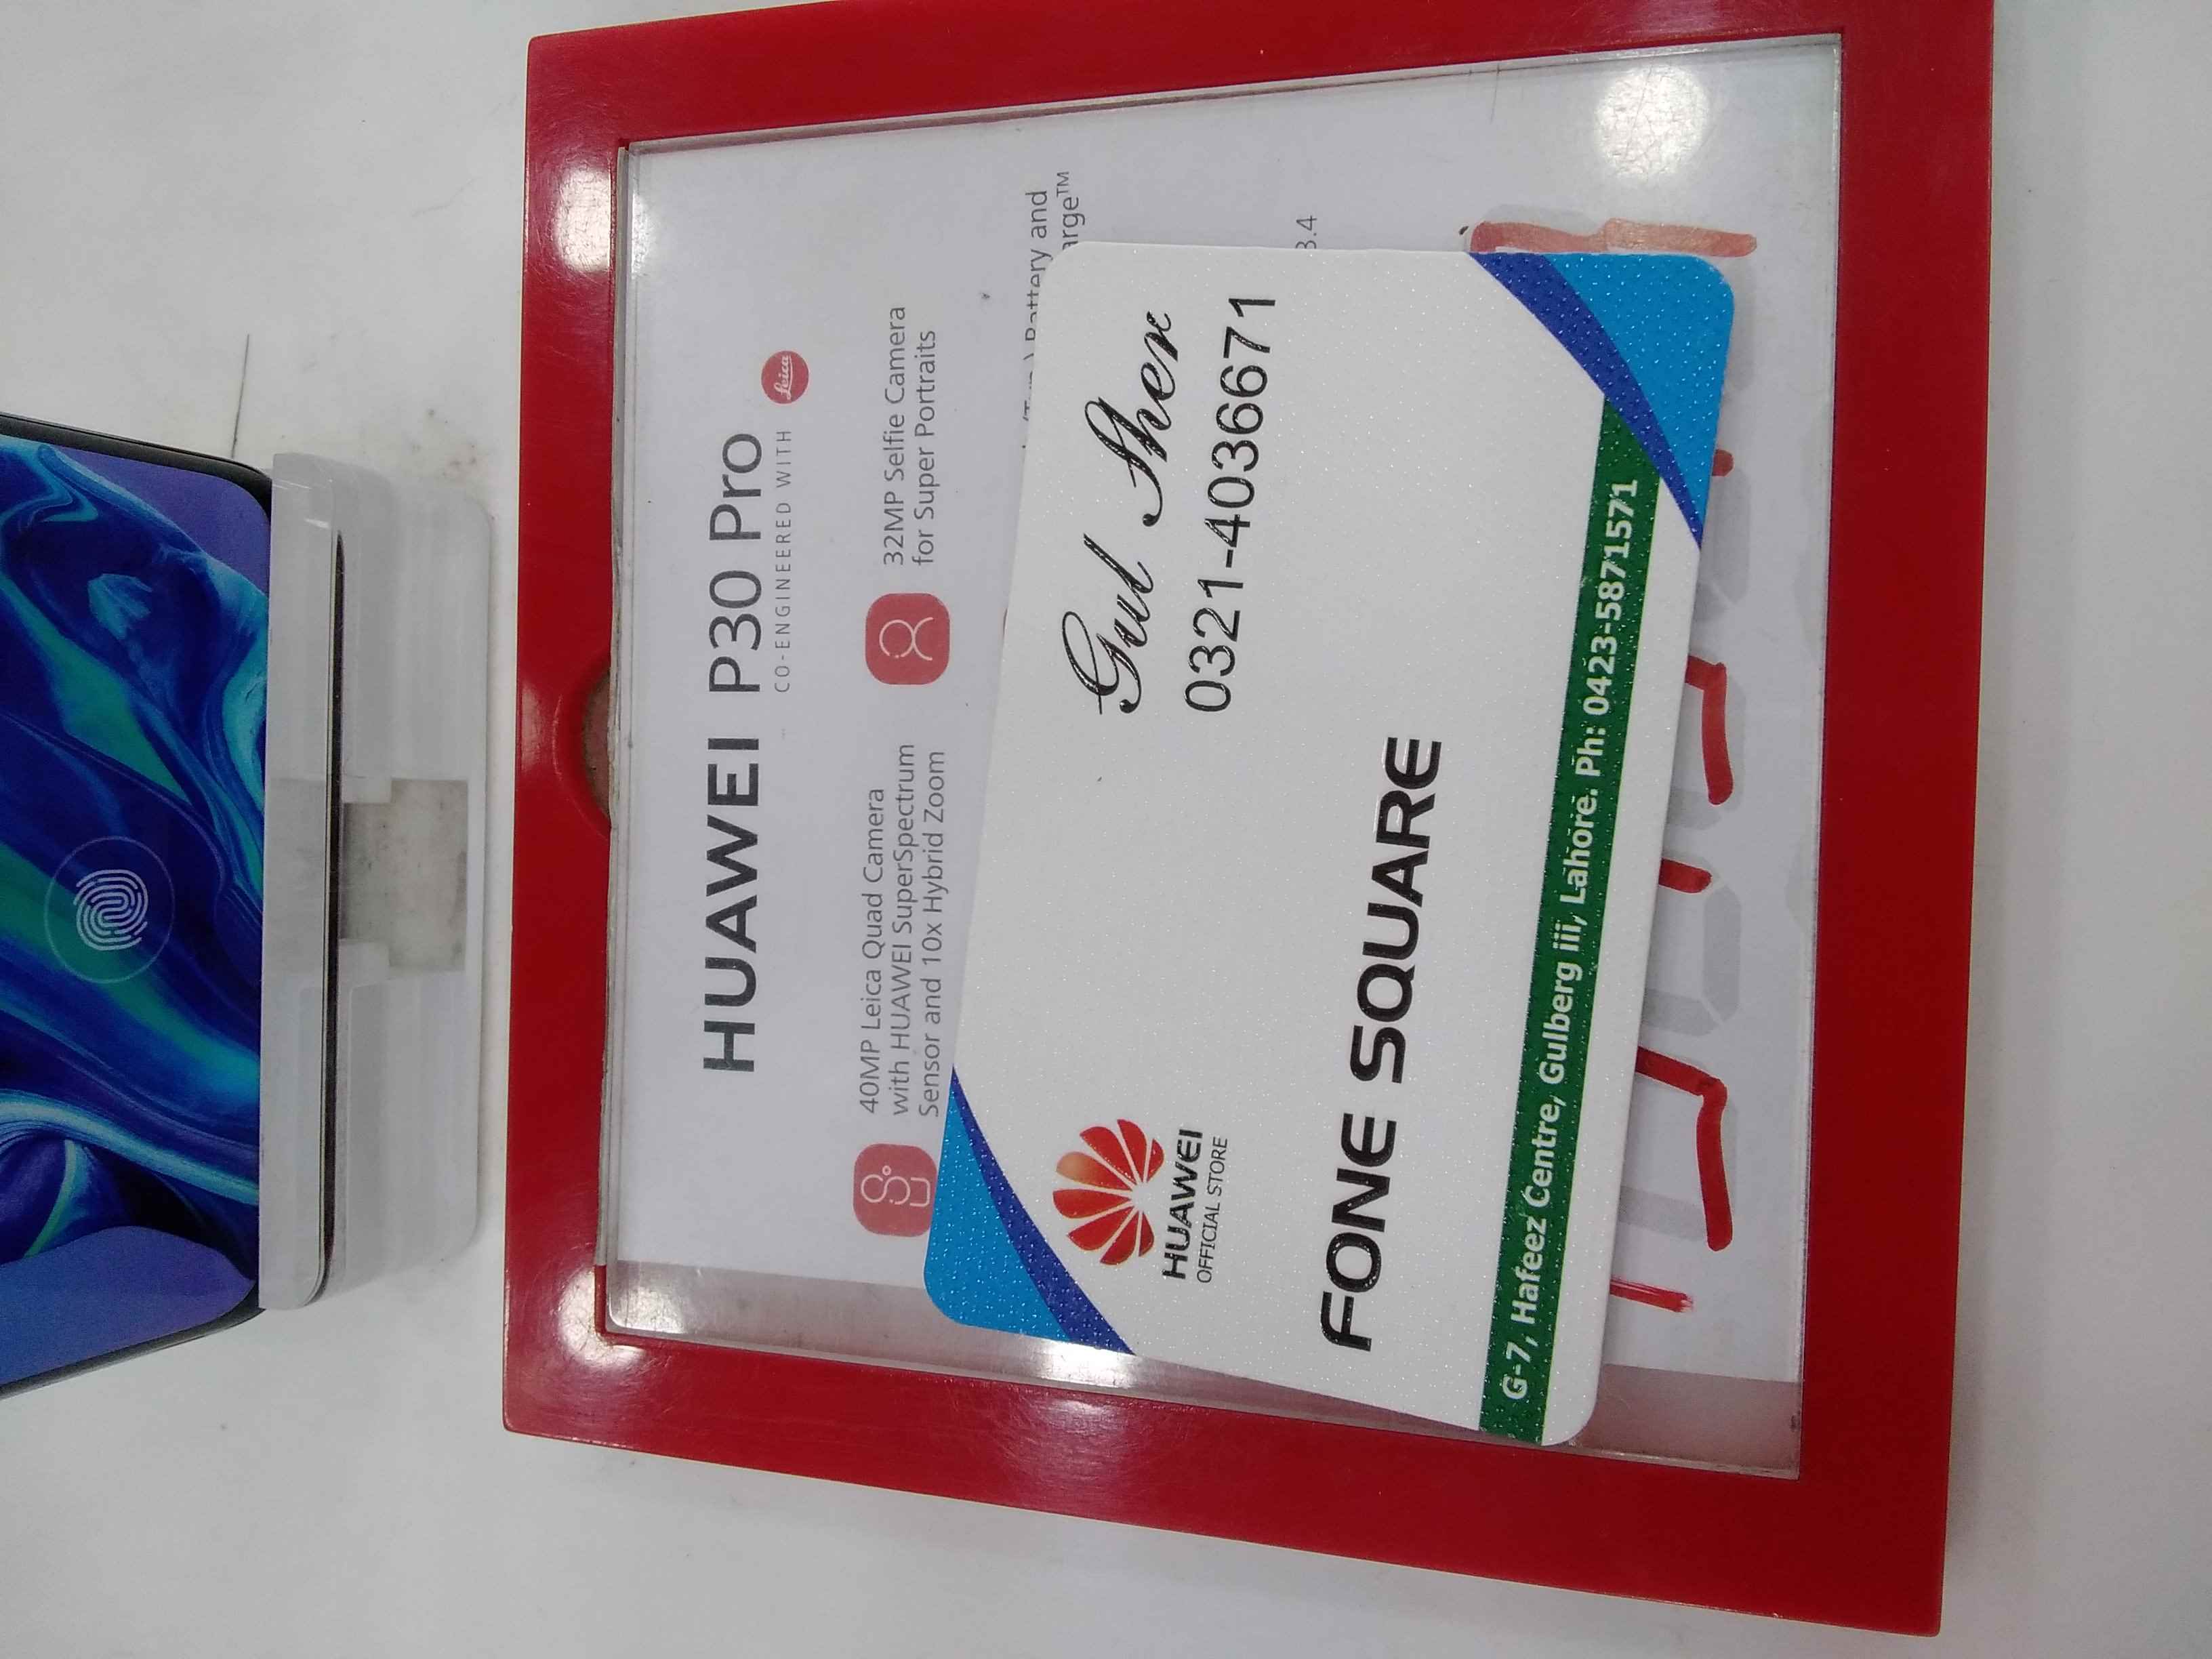 HUAWEI P30 Pro
CO-ENGINEERED WITH Leica
40MP Leica Quad Camera
with HUAWEI SuperSpectrum
Sensor and 10x Hybrid Zoom
32MP Selfie Camera
for Super Portraits
Battery and
Gul Sher
0321-4036671
HUAWEI
OFFICIAL STORE
FONE SQUARE
G-7, Hafeez Centre, Gulberg iii, Lahore. Ph: 0423-5871571